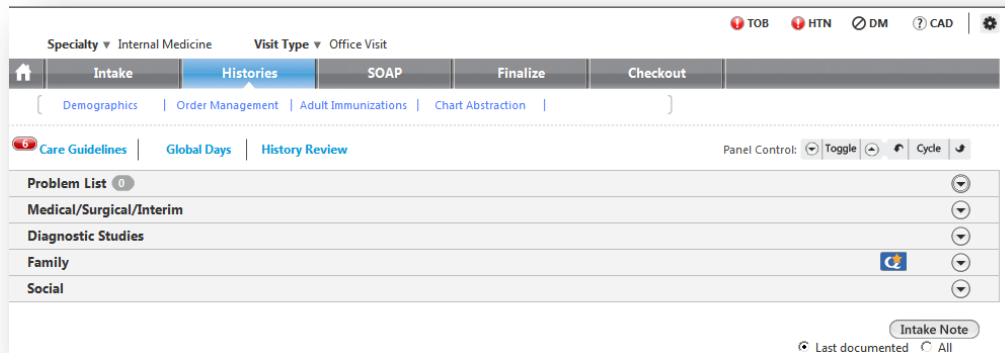 TOB HTN DM ? CAD
Specialty Internal Medicine Visit Type Office Visit
Intake Histories SOAP Finalize Checkout
Demographics | Order Management | Adult Immunizations | Chart Abstraction |
6 Care Guidelines | Global Days | History Review Panel Control: Toggle Cycle
Problem List 0
Medical/Surgical/Interim
Diagnostic Studies
Family
Social
Intake Note
Last documented All